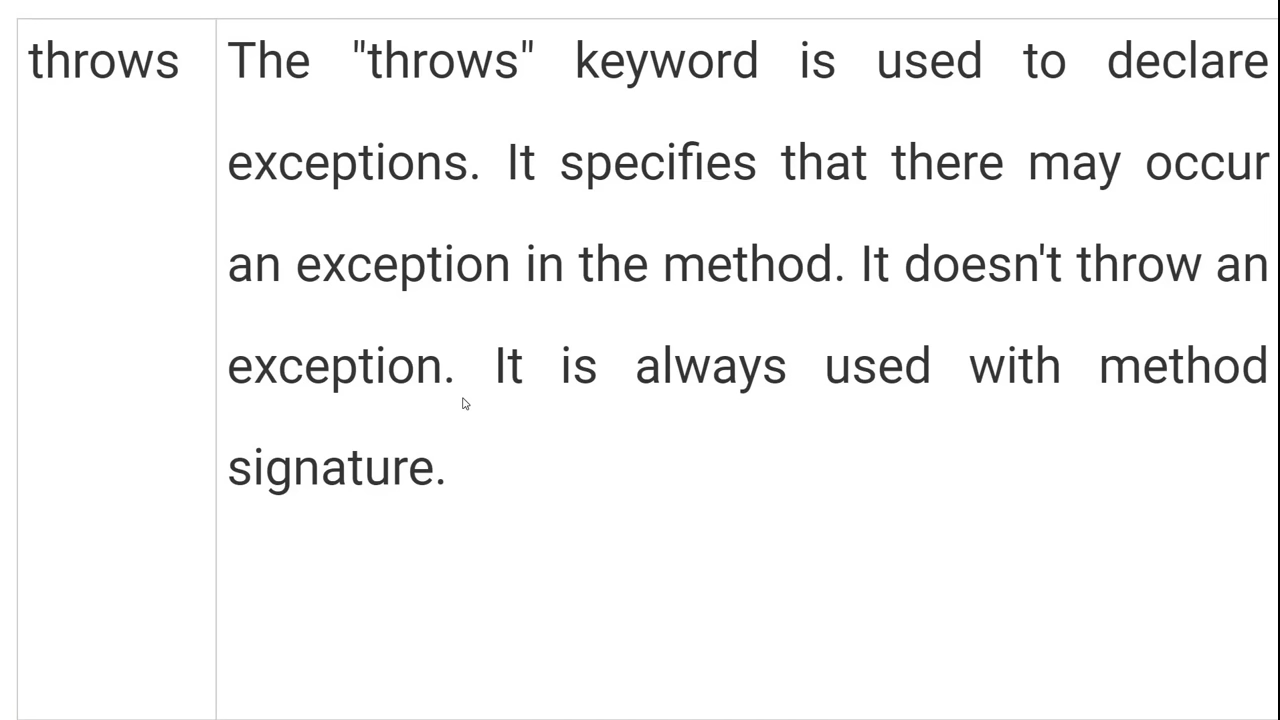 throws
The "throws" keyword is used to declare
exceptions. It specifies that there may occur
an exception in the method. It doesn't throw an
exception. It is always used with method
signature.